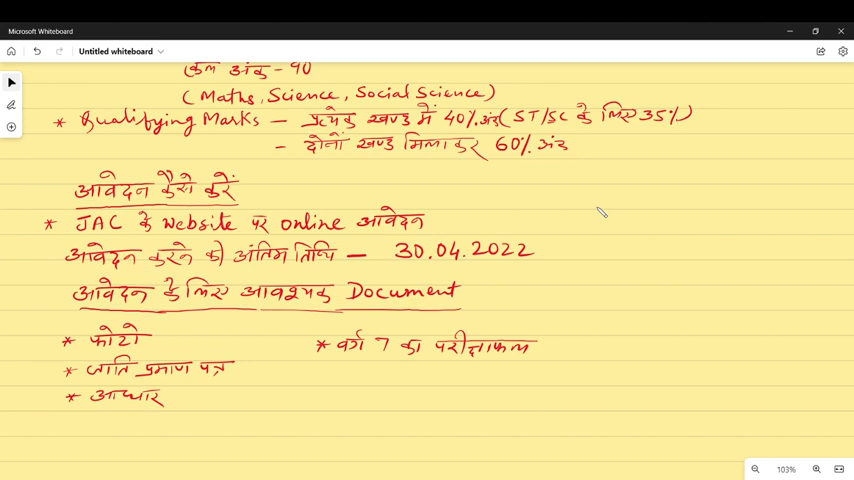 Microsoft Whiteboard
Untitled whiteboard
कुल अंक - 90
(Maths, Science, Social Science)
* Qualifying Marks - प्रत्येक खण्ड में 40% अंक (ST/SC के लिए 35%)
- दोनों खण्ड मिलाकर 60% अंक
आवेदन कैसे करें
* JAC के Website पर online आवेदन
आवेदन करने की अंतिम तिथि - 30.04.2022
आवेदन के लिए आवश्यक Document
* फोटो
* वर्ग 7 का परीक्षाफल
* जाति प्रमाण पत्र
* आधार
103%